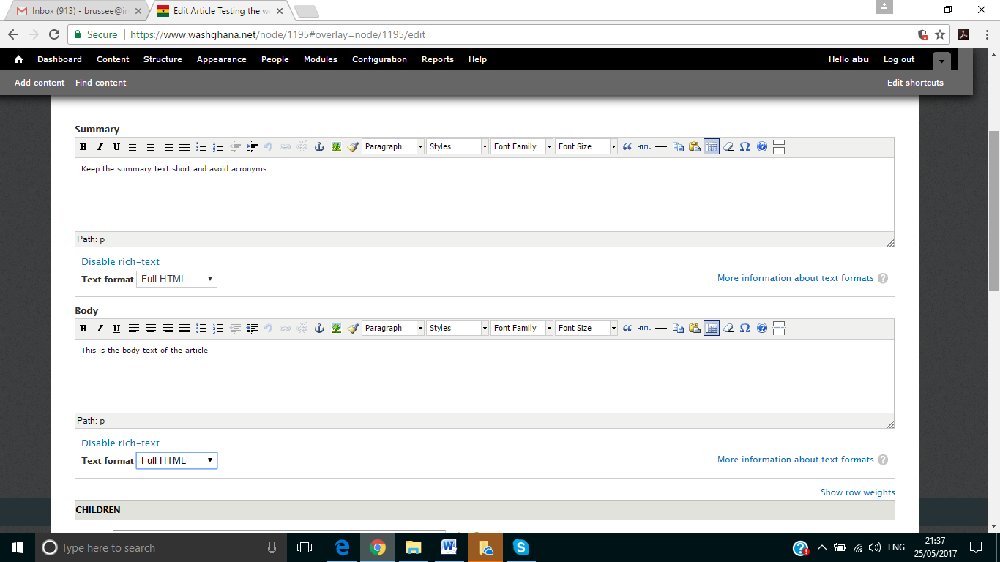 Inbox (913) - brussee@ir
Edit Article Testing the w
Secure https://www.washghana.net/node/1195#overlay=node/1195/edit
Dashboard Content Structure Appearance People Modules Configuration Reports Help Hello abu Log out
Add content Find content Edit shortcuts
Summary
B I U Paragraph Styles Font Family Font Size HTML
Keep the summary text short and avoid acronyms
Path: p
Disable rich-text
Text format Full HTML More information about text formats ?
Body
B I U Paragraph Styles Font Family Font Size HTML
This is the body text of the article
Path: p
Disable rich-text
Text format Full HTML More information about text formats ?
Show row weights
CHILDREN
Type here to search ENG 21:37
25/05/2017